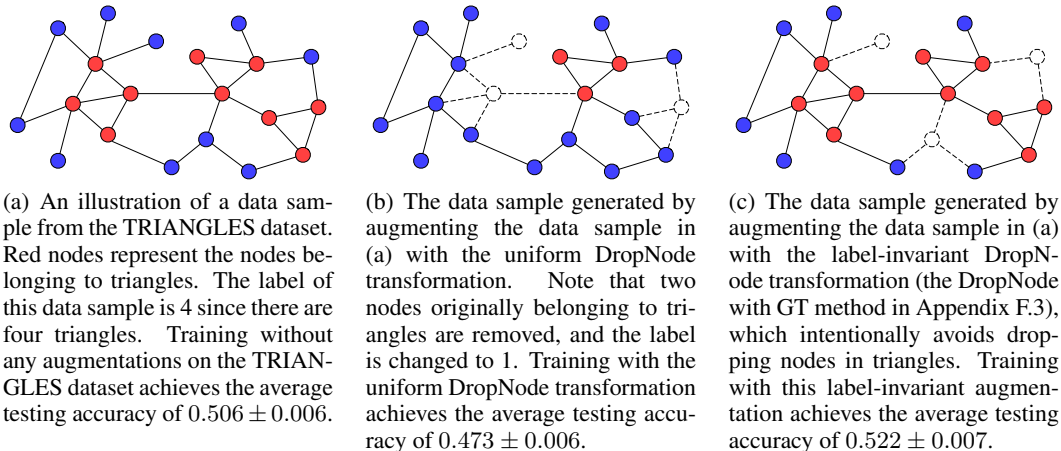 (a) An illustration of a data sam-
ple from the TRIANGLES dataset.
Red nodes represent the nodes be-
longing to triangles. The label of
this data sample is 4 since there are
four triangles. Training without
any augmentations on the TRIAN-
GLES dataset achieves the average
testing accuracy of 0.506 ± 0.006.
(b) The data sample generated by
augmenting the data sample in
(a) with the uniform DropNode
transformation. Note that two
nodes originally belonging to tri-
angles are removed, and the label
is changed to 1. Training with the
uniform DropNode transformation
achieves the average testing accu-
racy of 0.473 ± 0.006.
(c) The data sample generated by
augmenting the data sample in (a)
with the label-invariant DropN-
ode transformation (the DropNode
with GT method in Appendix F.3),
which intentionally avoids drop-
ping nodes in triangles. Training
with this label-invariant augmen-
tation achieves the average testing
accuracy of 0.522 ± 0.007.